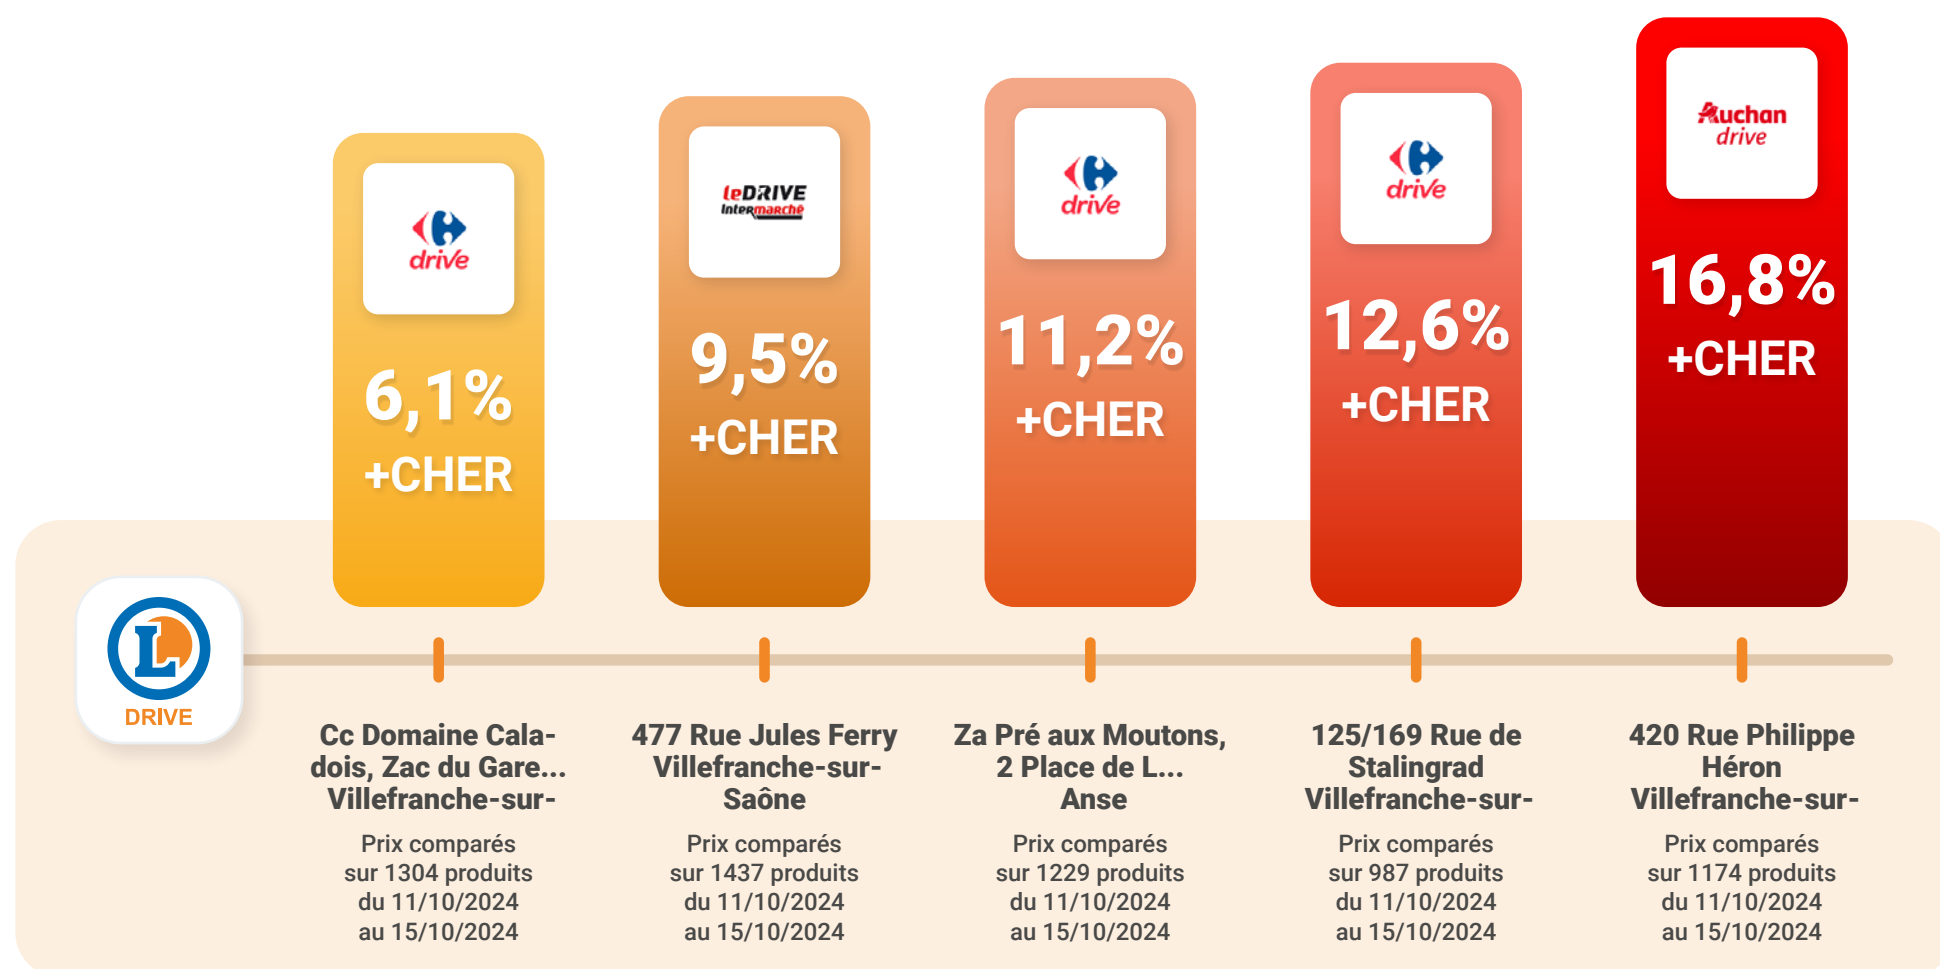 drive
6,1%
+CHER
leDRIVE
Intermarché
9,5%
+CHER
drive
11,2%
+CHER
drive
12,6%
+CHER
Auchan
drive
16,8%
+CHER
L
DRIVE
Cc Domaine Cala-
dois, Zac du Gare...
Villefranche-sur-
Prix comparés
sur 1304 produits
du 11/10/2024
au 15/10/2024
477 Rue Jules Ferry
Villefranche-sur-
Saône
Prix comparés
sur 1437 produits
du 11/10/2024
au 15/10/2024
Za Pré aux Moutons,
2 Place de L...
Anse
Prix comparés
sur 1229 produits
du 11/10/2024
au 15/10/2024
125/169 Rue de
Stalingrad
Villefranche-sur-
Prix comparés
sur 987 produits
du 11/10/2024
au 15/10/2024
420 Rue Philippe
Héron
Villefranche-sur-
Prix comparés
sur 1174 produits
du 11/10/2024
au 15/10/2024